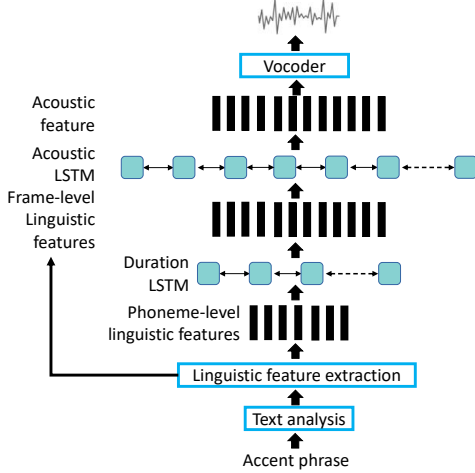 Vocoder
Acoustic
feature
Acoustic
LSTM
Frame-level
Linguistic
features
Duration
LSTM
Phoneme-level
linguistic features
Linguistic feature extraction
Text analysis
Accent phrase